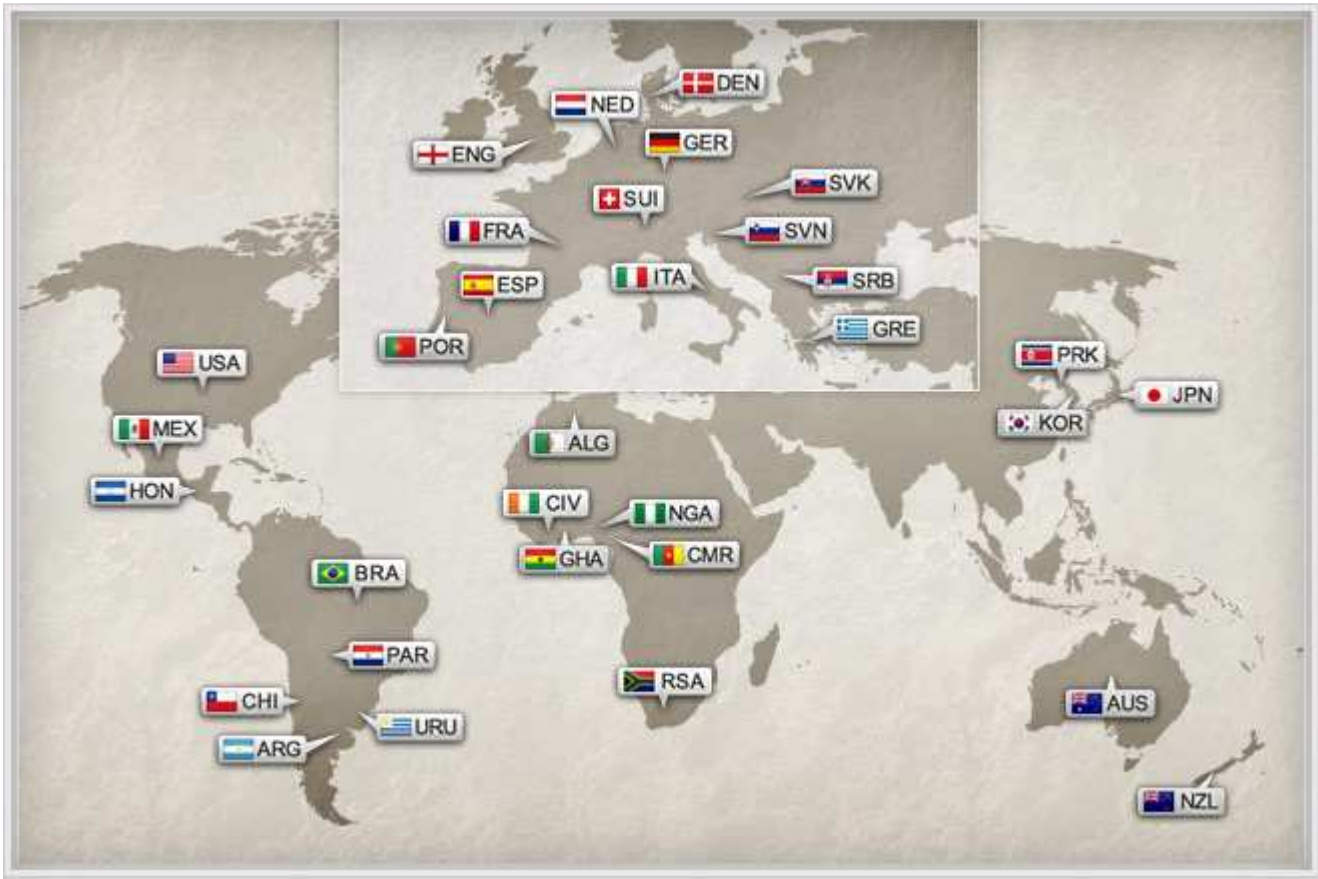 DEN
NED
GER
ENG
SVK
SUI
FRA
SVN
ITA
SRB
ESP
GRE
POR
USA
PRK
JPN
MEX
KOR
ALG
HON
CIV
NGA
GHA
CMR
BRA
PAR
RSA
CHI
AUS
URU
ARG
NZL